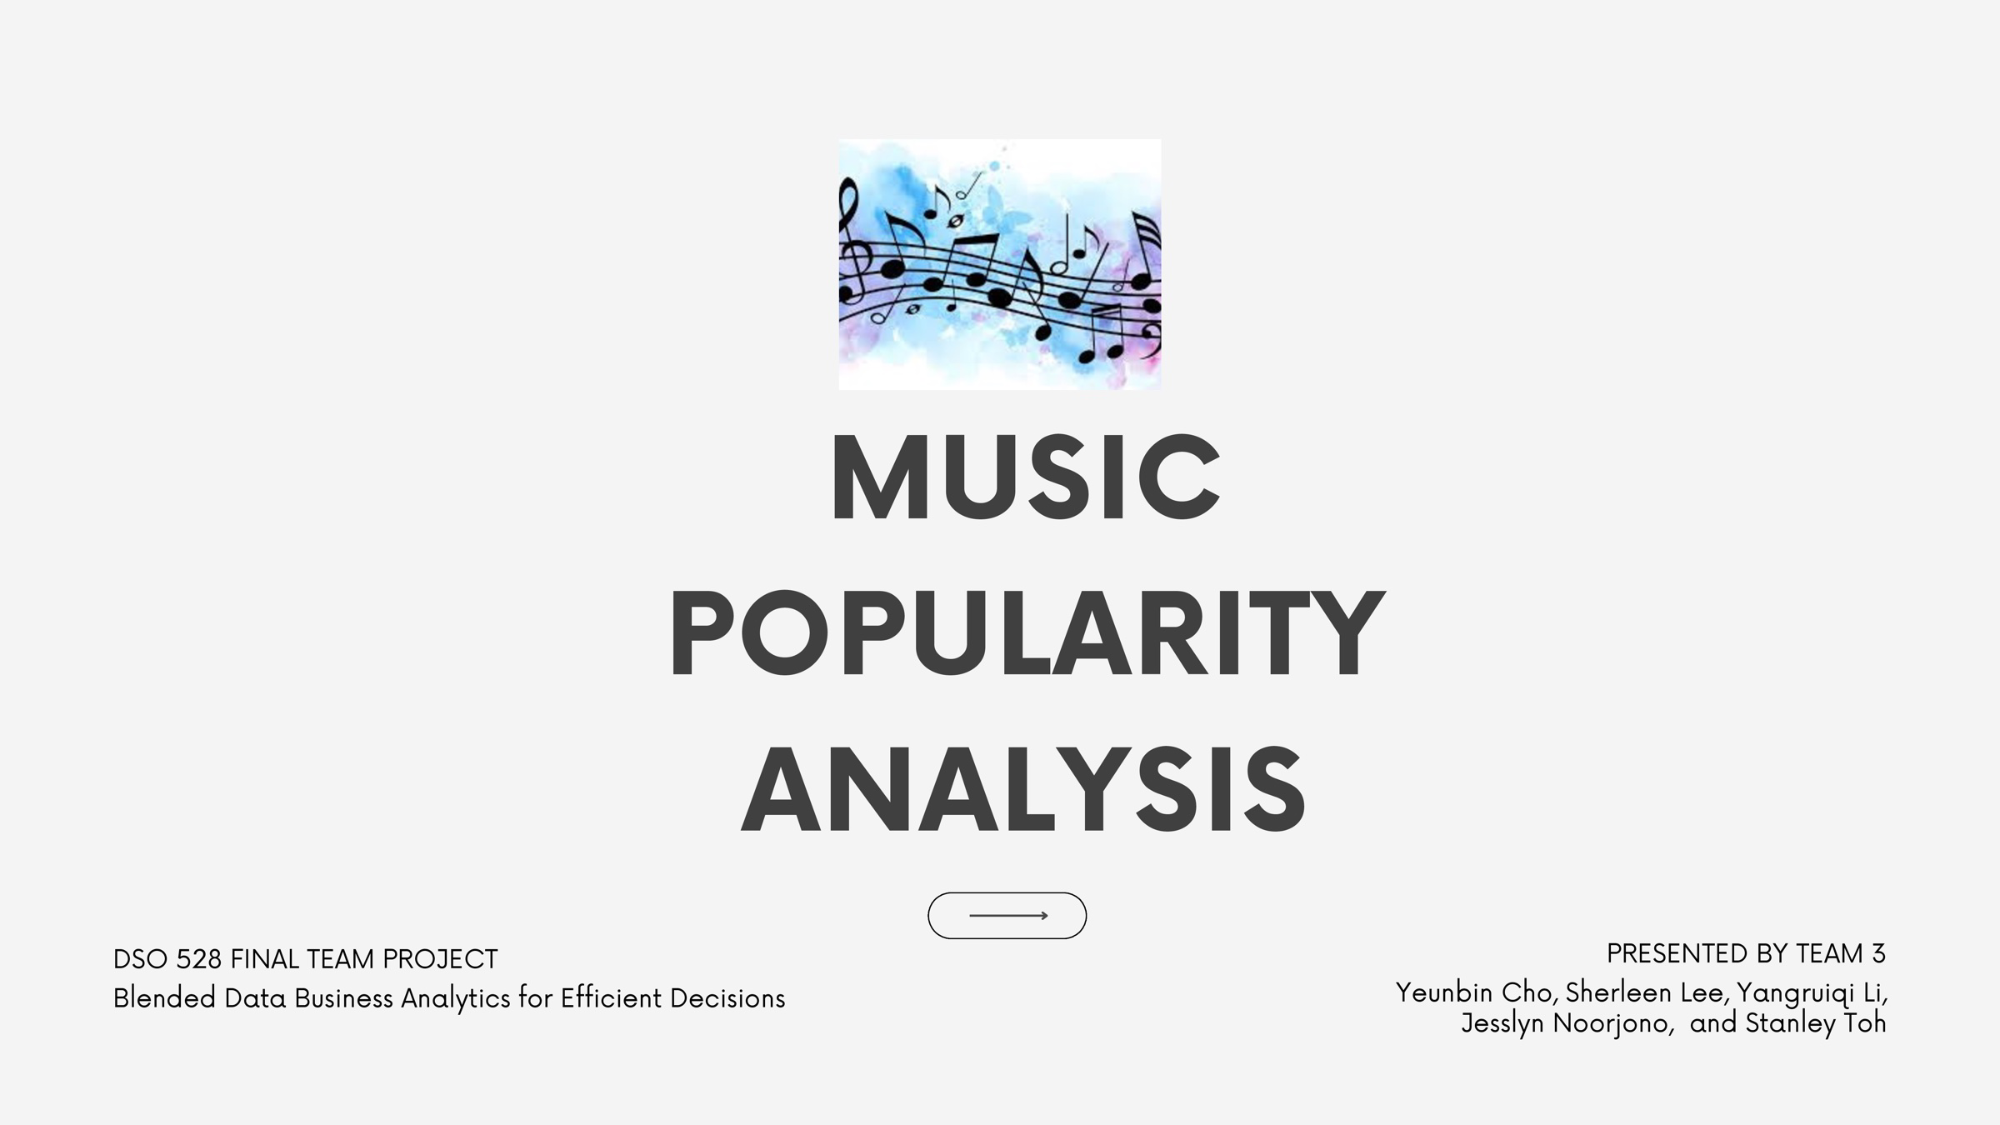 MUSIC
POPULARITY
ANALYSIS
DSO 528 FINAL TEAM PROJECT
Blended Data Business Analytics for Efficient Decisions
PRESENTED BY TEAM 3
Yeunbin Cho, Sherleen Lee, Yangruiqi Li,
Jesslyn Noorjono, and Stanley Toh